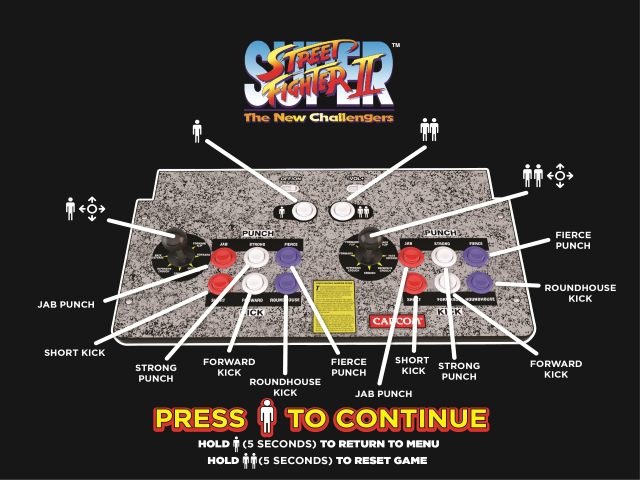 SUPER
STREET
FIGHTER II
™
The New Challengers
OFF/ON
VOL
PUNCH
JAB STRONG FIERCE
PUNCH
JAB STRONG FIERCE
FORWARD ROUNDHOUSE
KICK
SHORT ROUNDHOUSE
KICK
CAPCOM
FIERCE
PUNCH
ROUNDHOUSE
KICK
JAB PUNCH
SHORT KICK
STRONG
PUNCH
FORWARD
KICK
ROUNDHOUSE
KICK
FIERCE
PUNCH
JAB PUNCH
SHORT
KICK
STRONG
PUNCH
FORWARD
KICK
PRESS TO CONTINUE
HOLD (5 SECONDS) TO RETURN TO MENU
HOLD (5 SECONDS) TO RESET GAME